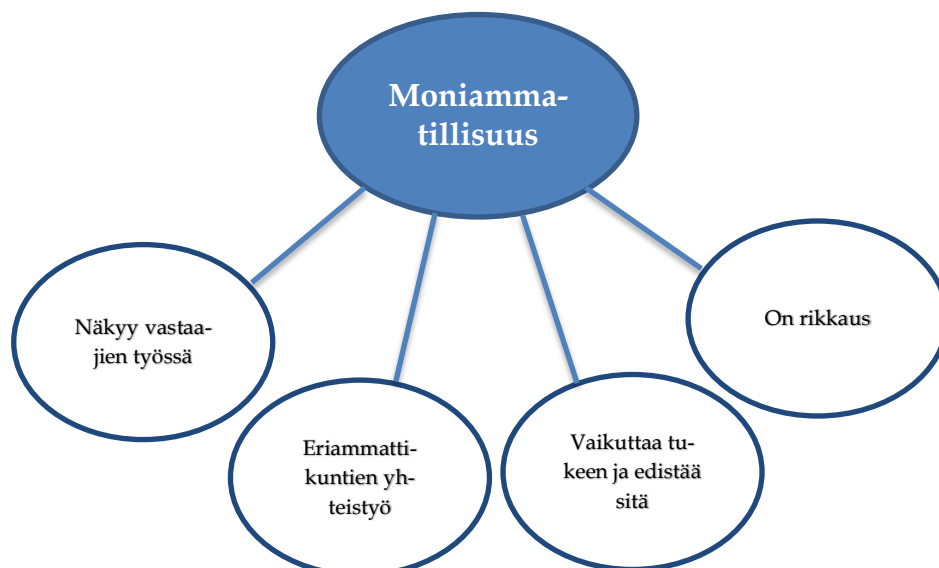 Moniamma-
tillisuus
Näkyy vastaa-
jien työssä
Eriammatti-
kuntien yh-
teistyö
Vaikuttaa tu-
keen ja edistää
sitä
On rikkaus